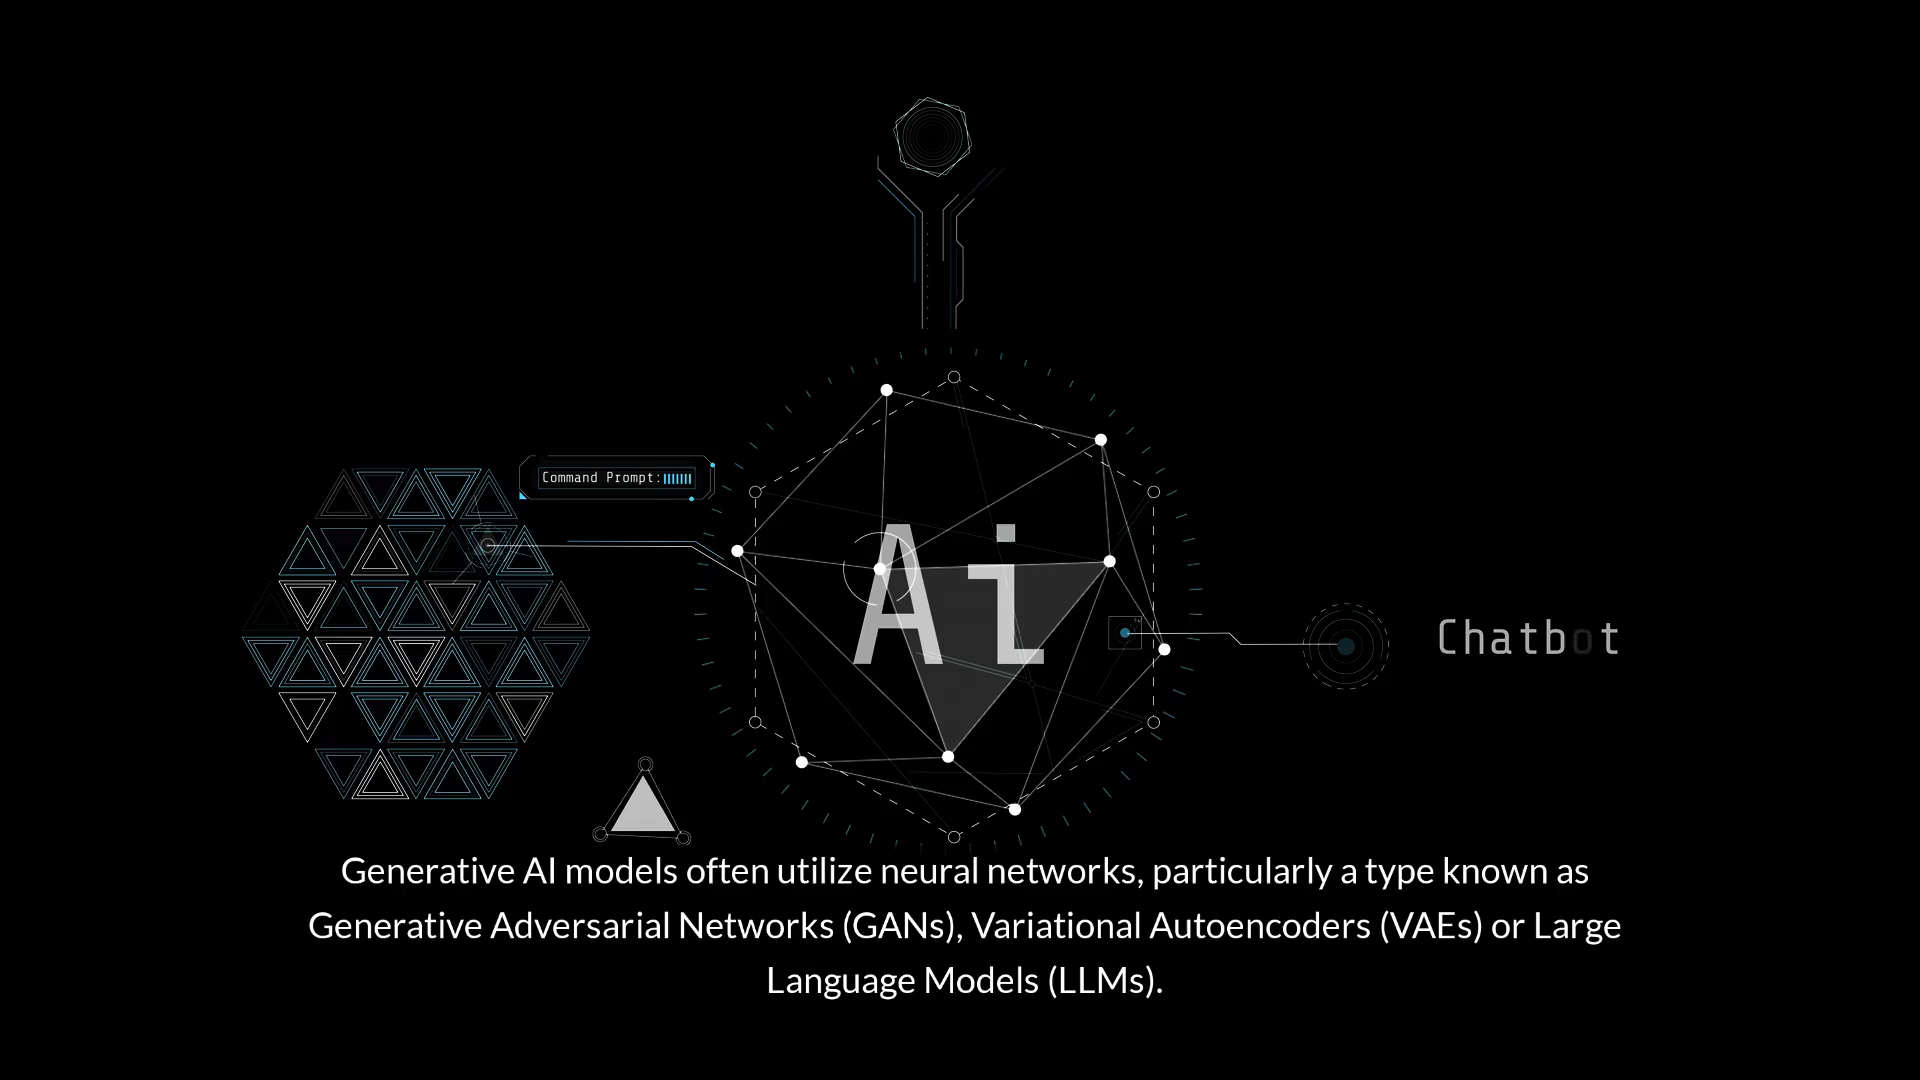 Command Prompt:
Ai
Chatbot
Generative AI models often utilize neural networks, particularly a type known as
Generative Adversarial Networks (GANs), Variational Autoencoders (VAEs) or Large
Language Models (LLMs).